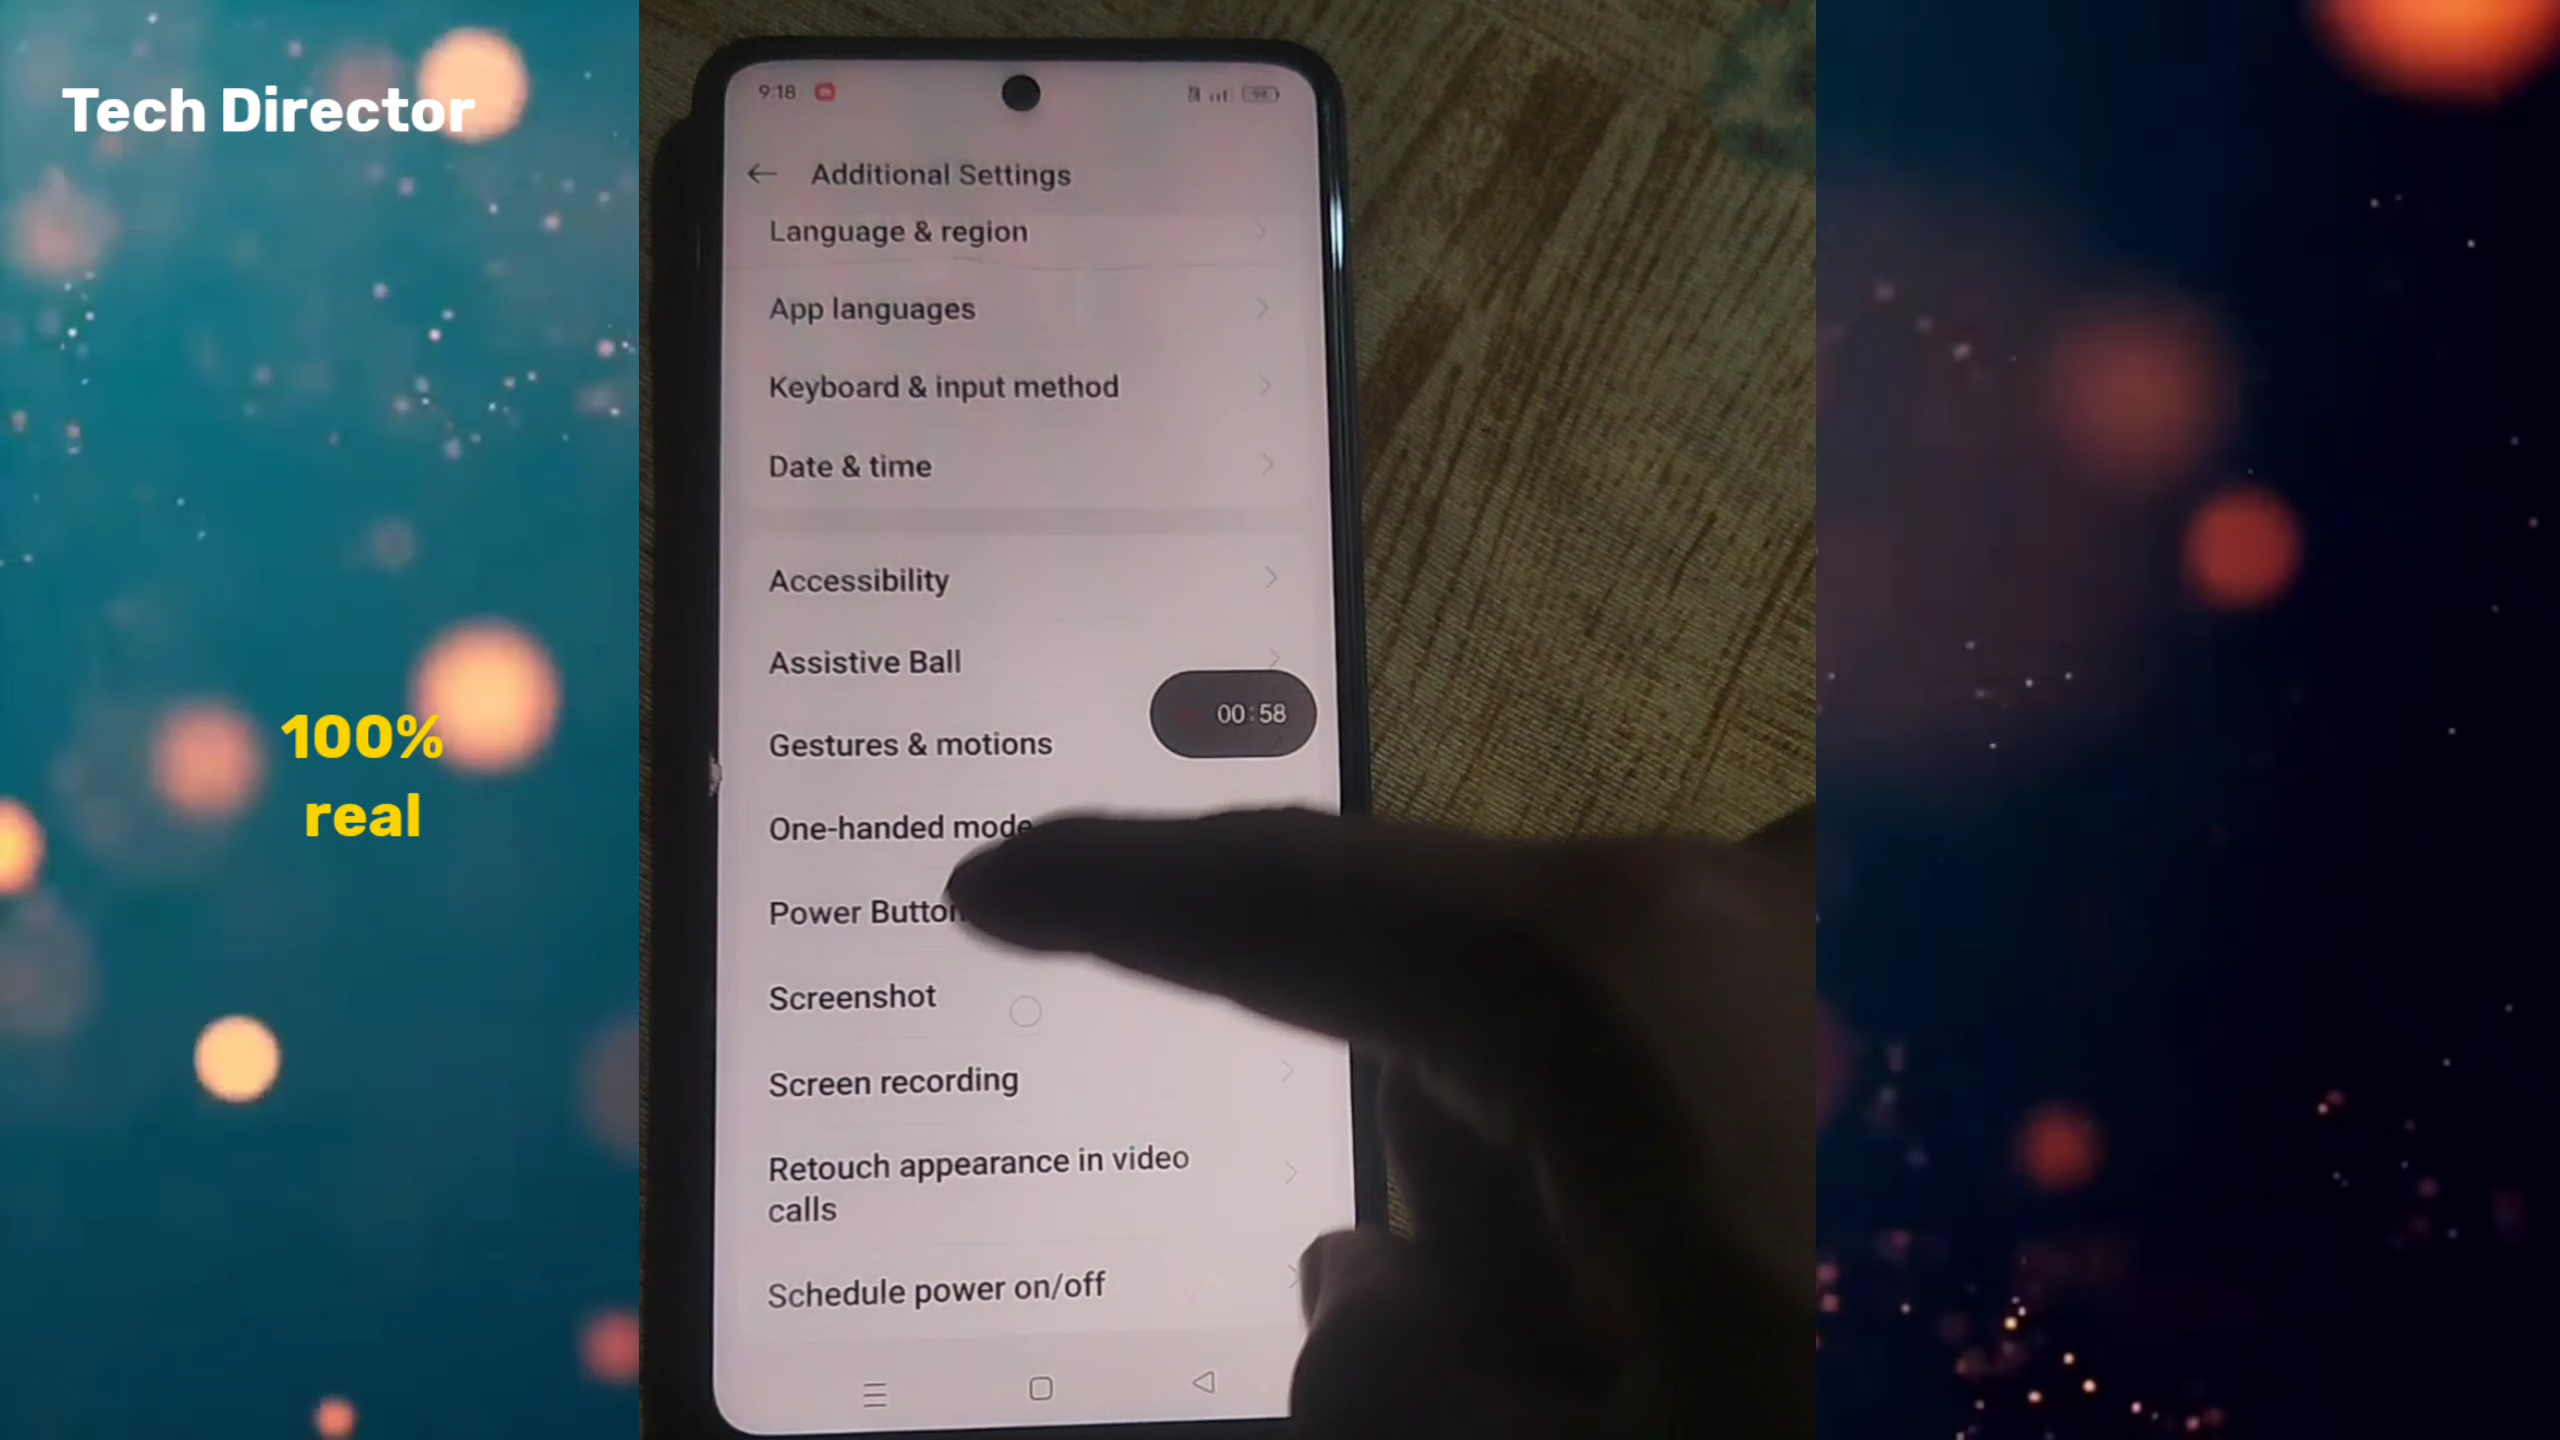 Tech Director
100%
real
9:18
Additional Settings
Language & region
App languages
Keyboard & input method
Date & time
Accessibility
Assistive Ball
00:58
Gestures & motions
One-handed mode
Power Button
Screenshot
Screen recording
Retouch appearance in video
calls
Schedule power on/off